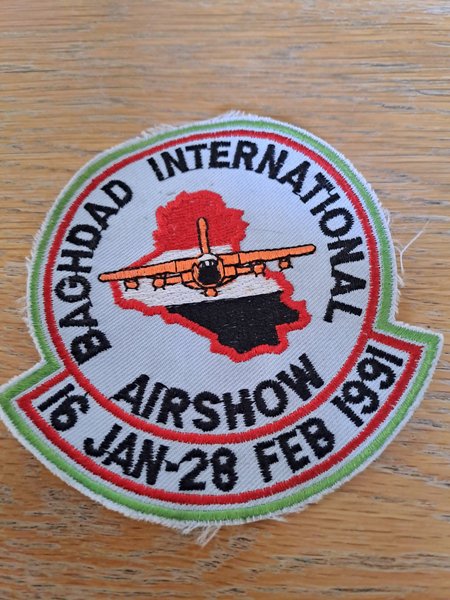 BAGHDAD INTERNATIONAL
AIRSHOW
16 JAN-28 FEB 1991